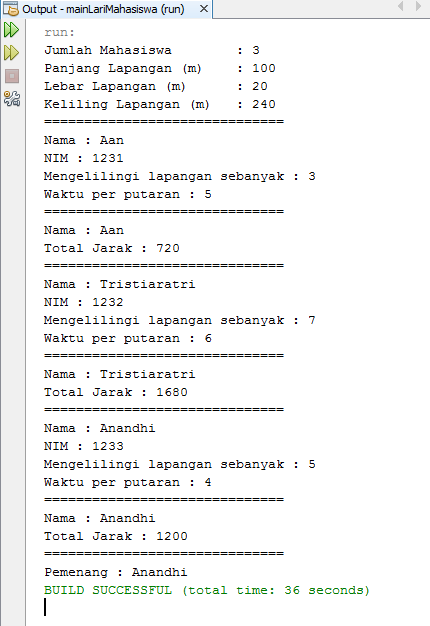 Output - mainLariMahasiswa (run)
run:
Jumlah Mahasiswa : 3
Panjang Lapangan (m) : 100
Lebar Lapangan (m) : 20
Keliling Lapangan (m) : 240
==============================
Nama : Aan
NIM : 1231
Mengelilingi lapangan sebanyak : 3
Waktu per putaran : 5
==============================
Nama : Aan
Total Jarak : 720
==============================
Nama : Tristiaratri
NIM : 1232
Mengelilingi lapangan sebanyak : 7
Waktu per putaran : 6
==============================
Nama : Tristiaratri
Total Jarak : 1680
==============================
Nama : Anandhi
NIM : 1233
Mengelilingi lapangan sebanyak : 5
Waktu per putaran : 4
==============================
Nama : Anandhi
Total Jarak : 1200
==============================
Pemenang : Anandhi
BUILD SUCCESSFUL (total time: 36 seconds)